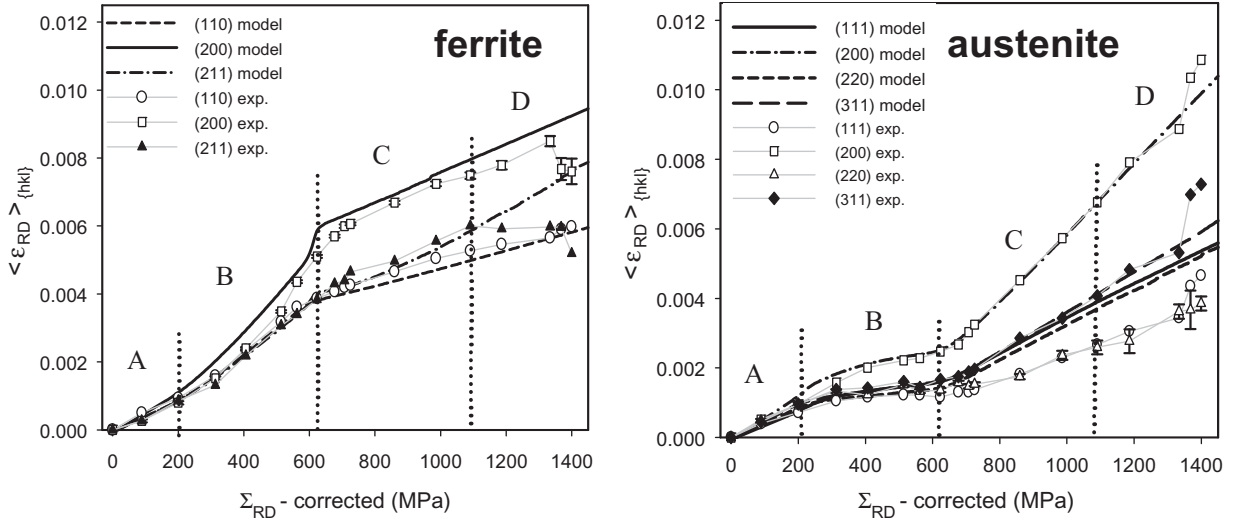 ferrite
(110) model
(200) model
(211) model
(110) exp.
(200) exp.
(211) exp.
A
B
C
D
0.012
0.010
0.008
0.006
0.004
0.002
0.000
< ε RD > {hkl}
0 200 400 600 800 1000 1200 1400
Σ RD - corrected (MPa)
austenite
(111) model
(200) model
(220) model
(311) model
(111) exp.
(200) exp.
(220) exp.
(311) exp.
A
B
C
D
0.012
0.010
0.008
0.006
0.004
0.002
0.000
< ε RD > {hkl}
0 200 400 600 800 1000 1200 1400
Σ RD - corrected (MPa)